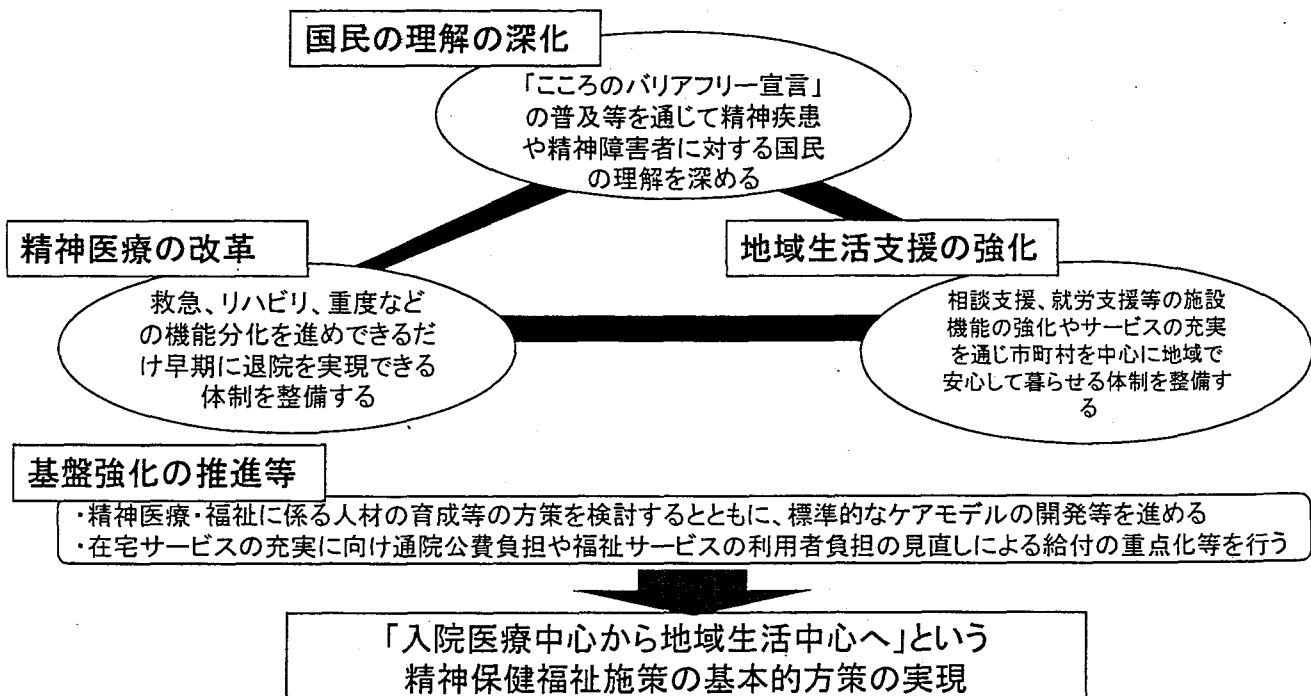 国民の理解の深化
「こころのバリアフリー宣言」
の普及等を通じて精神疾患
や精神障害者に対する国民
の理解を深める
精神医療の改革
救急、リハビリ、重度など
の機能分化を進めできるだ
け早期に退院を実現できる
体制を整備する
地域生活支援の強化
相談支援、就労支援等の施設
機能の強化やサービスの充実
を通じ市町村を中心に地域で
安心して暮らせる体制を整備す
る
基盤強化の推進等
・精神医療・福祉に係る人材の育成等の方策を検討するとともに、標準的なケアモデルの開発等を進める
・在宅サービスの充実に向け通院公費負担や福祉サービスの利用者負担の見直しによる給付の重点化等を行う
「入院医療中心から地域生活中心へ」という
精神保健福祉施策の基本的方策の実現